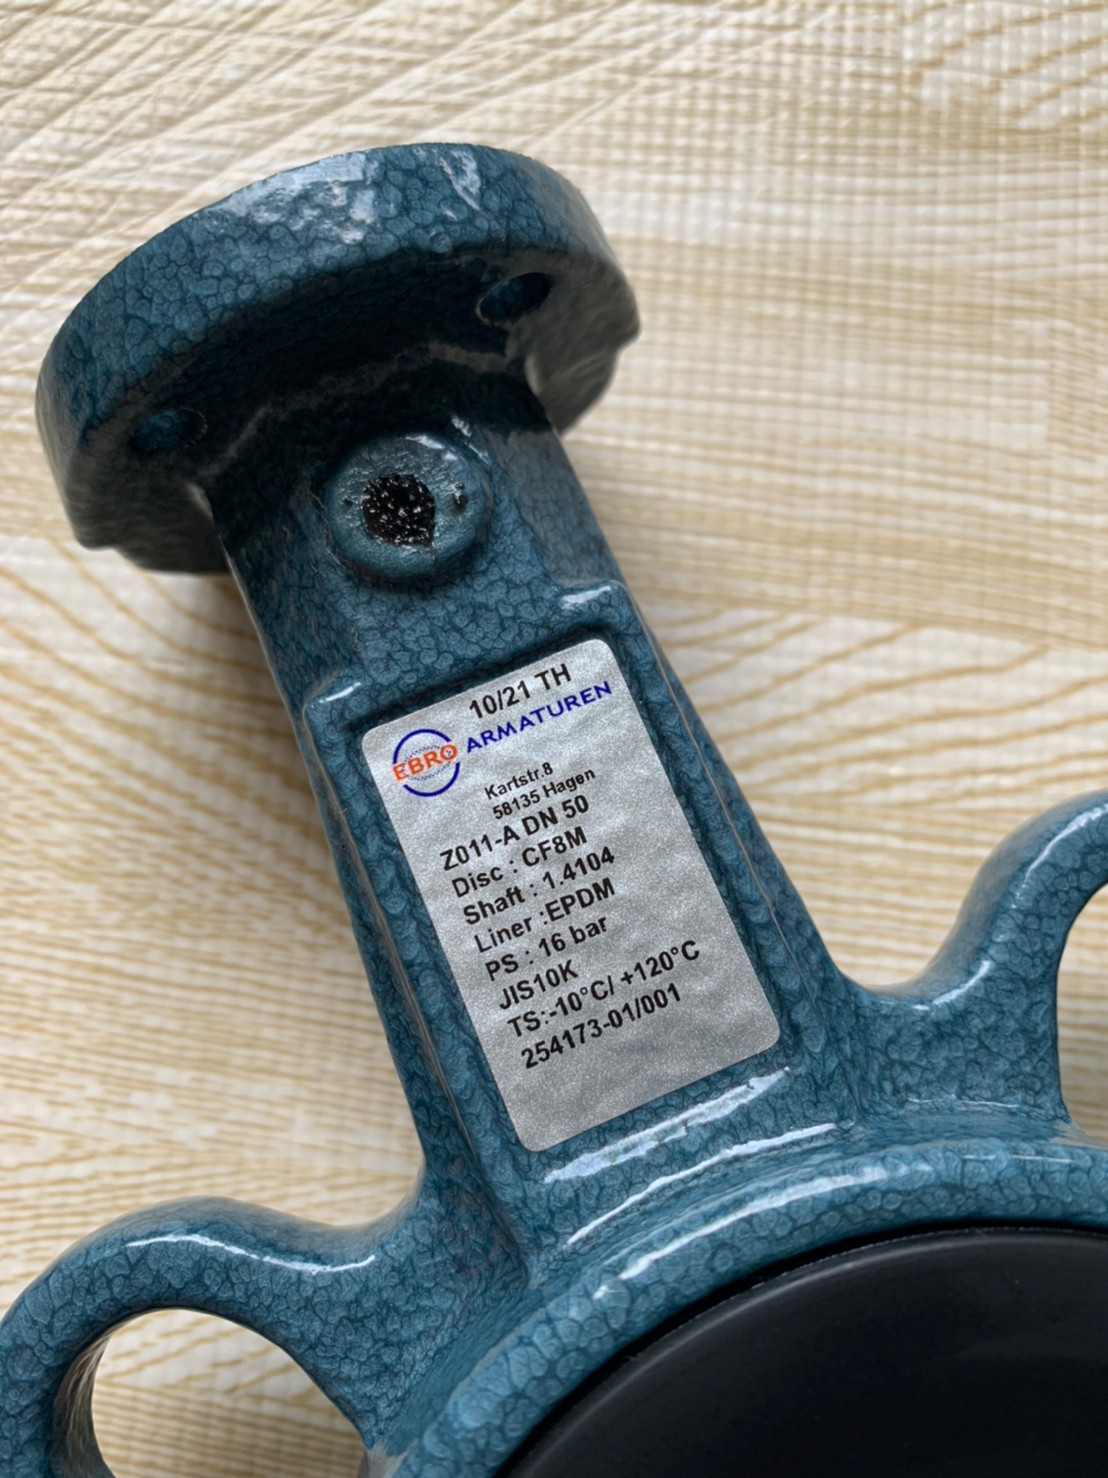 10/21 TH
EBRO ARMATUREN
Karlstr.8
58135 Hagen
Z011-A DN 50
Disc : CF8M
Shaft : 1.4104
Liner :EPDM
PS : 16 bar
JIS10K
TS:-10°C/ +120°C
254173-01/001